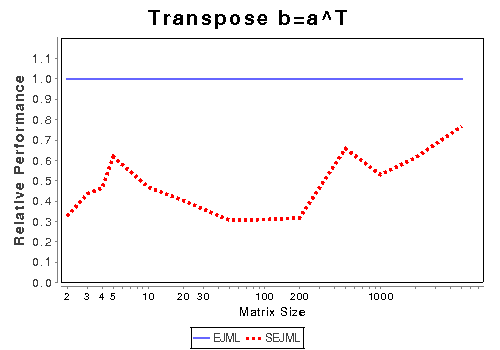 Transpose b=a^T
Relative Performance
1.1
1.0
0.9
0.8
0.7
0.6
0.5
0.4
0.3
0.2
0.1
0.0
2 3 4 5 10 20 30 100 200 1000
Matrix Size
EJML SEJML